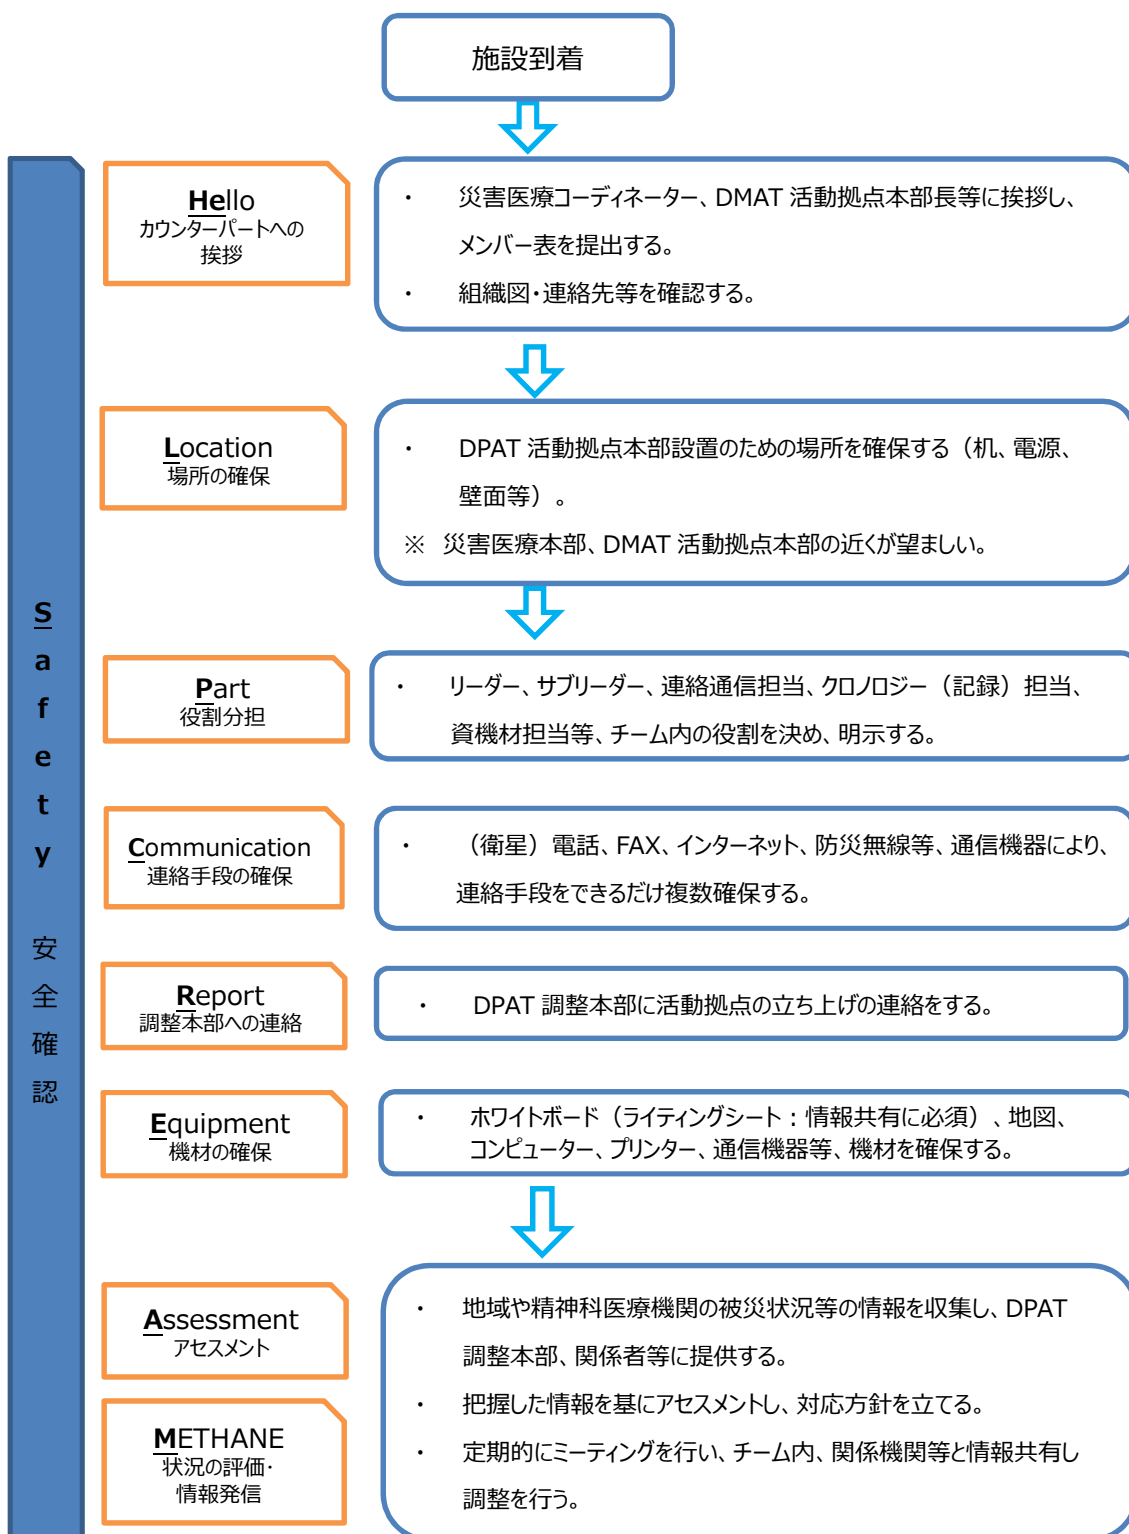 施設到着
Safety 安全確認
Hello
カウンターパートへの
挨拶
・ 災害医療コーディネーター、DMAT 活動拠点本部長等に挨拶し、
メンバー表を提出する。
・ 組織図・連絡先等を確認する。
Location
場所の確保
・ DPAT 活動拠点本部設置のための場所を確保する（机、電源、
壁面等）。
※ 災害医療本部、DMAT 活動拠点本部の近くが望ましい。
Part
役割分担
・ リーダー、サブリーダー、連絡通信担当、クロノロジー（記録）担当、
資機材担当等、チーム内の役割を決め、明示する。
Communication
連絡手段の確保
・ （衛星）電話、FAX、インターネット、防災無線等、通信機器により、
連絡手段をできるだけ複数確保する。
Report
調整本部への連絡
・ DPAT 調整本部に活動拠点の立ち上げの連絡をする。
Equipment
機材の確保
・ ホワイトボード（ライティングシート：情報共有に必須）、地図、
コンピューター、プリンター、通信機器等、機材を確保する。
Assessment
アセスメント
METHANE
状況の評価・
情報発信
・ 地域や精神科医療機関の被災状況等の情報を収集し、DPAT
調整本部、関係者等に提供する。
・ 把握した情報を基にアセスメントし、対応方針を立てる。
・ 定期的にミーティングを行い、チーム内、関係機関等と情報共有し
調整を行う。